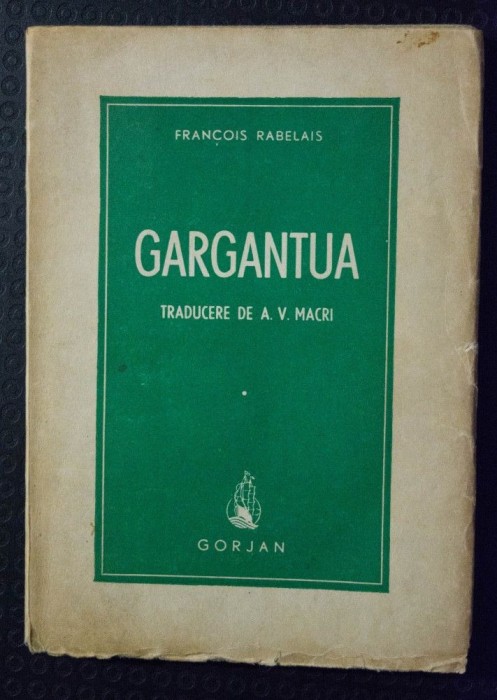 FRANÇOIS RABELAIS
GARGANTUA
TRADUCERE DE A. V. MACRI
GORJAN